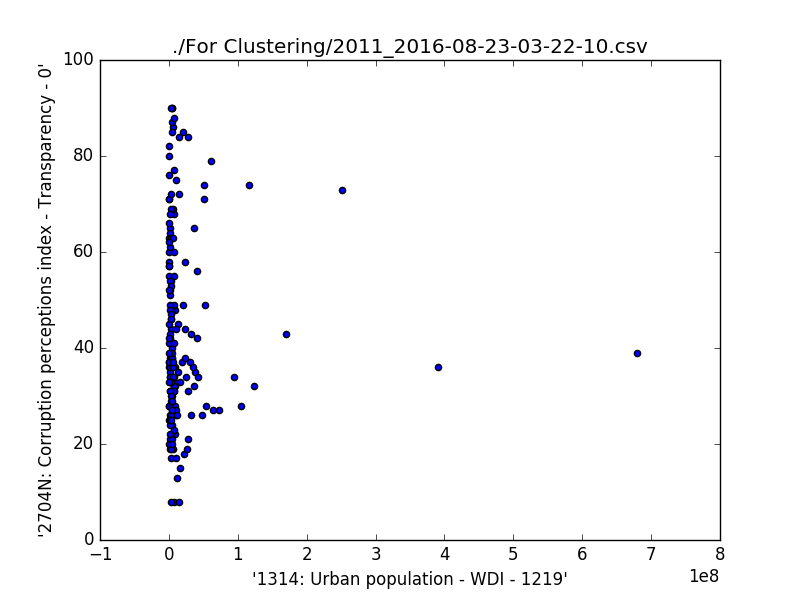 ./For Clustering/2011_2016-08-23-03-22-10.csv
'2704N: Corruption perceptions index - Transparency - 0'
100
80
60
40
20
0
−1 0 1 2 3 4 5 6 7 8
1e8
'1314: Urban population - WDI - 1219'